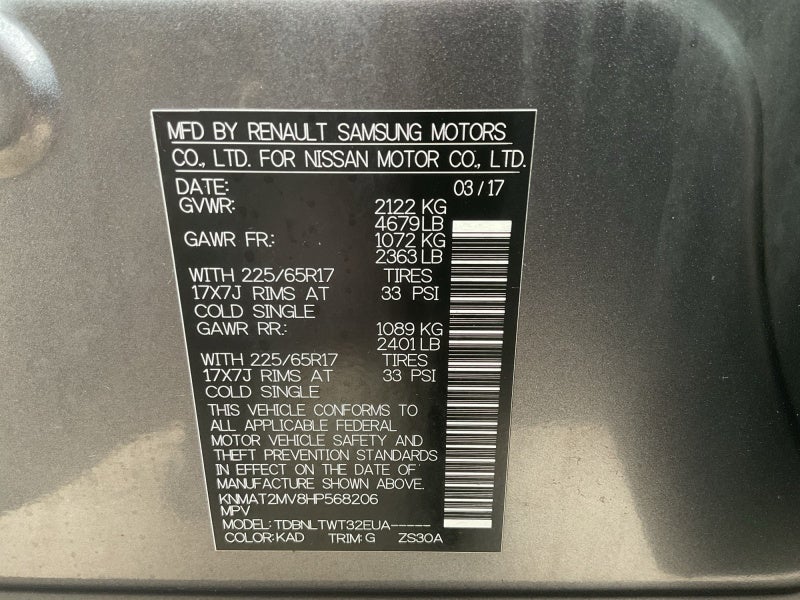 MFD BY RENAULT SAMSUNG MOTORS
CO., LTD. FOR NISSAN MOTOR CO., LTD.
DATE: 03/17
GVWR: 2122 KG
4679LB
GAWR FR.: 1072 KG
2363 LB
WITH 225/65R17 TIRES
17X7J RIMS AT 33 PSI
COLD SINGLE
GAWR RR.: 1089 KG
2401 LB
WITH 225/65R17 TIRES
17X7J RIMS AT 33 PSI
COLD SINGLE
THIS VEHICLE CONFORMS TO
ALL APPLICABLE FEDERAL
MOTOR VEHICLE SAFETY AND
THEFT PREVENTION STANDARDS
IN EFFECT ON THE DATE OF
MANUFACTURE SHOWN ABOVE.
KNMAT2MV8HP568206
MPV
MODEL: TDBNLTWT32EUA-----
COLOR: KAD TRIM: G ZS30A